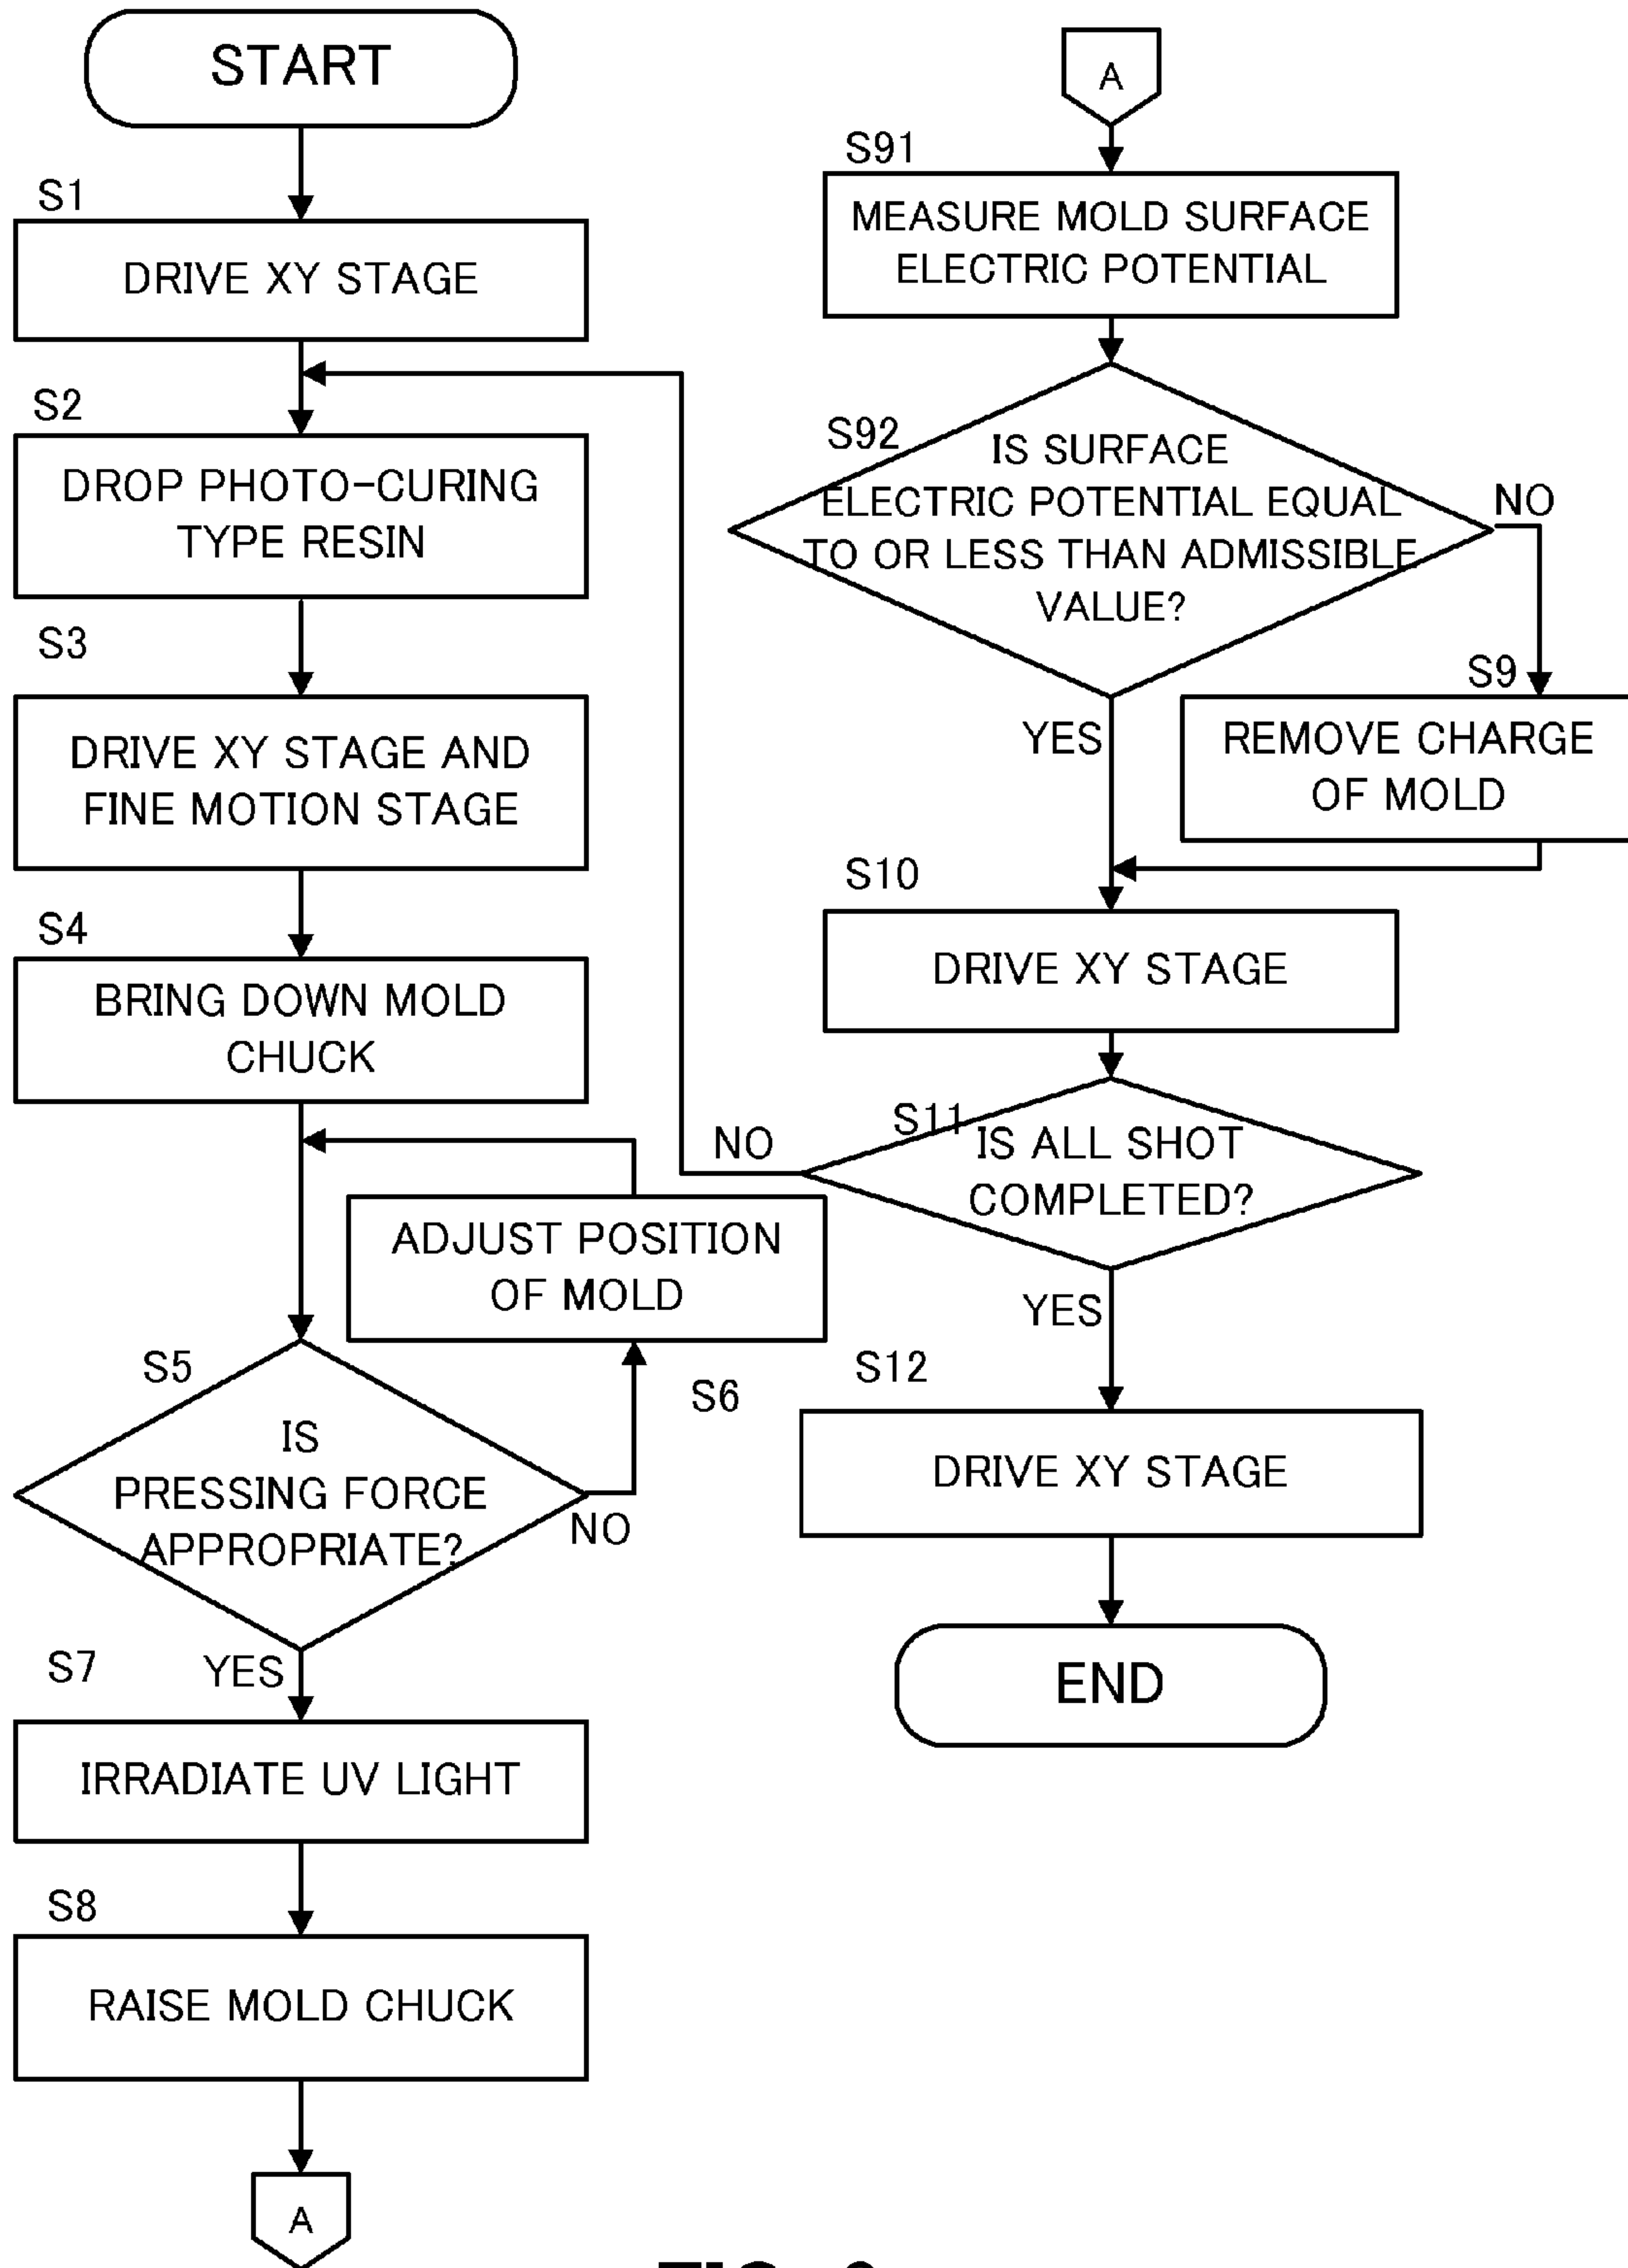 START
S1
DRIVE XY STAGE
S2
DROP PHOTO-CURING
TYPE RESIN
S3
DRIVE XY STAGE AND
FINE MOTION STAGE
S4
BRING DOWN MOLD
CHUCK
ADJUST POSITION
OF MOLD
S6
S5
IS
PRESSING FORCE
APPROPRIATE?
NO
YES
S7
IRRADIATE UV LIGHT
S8
RAISE MOLD CHUCK
A
A
S91
MEASURE MOLD SURFACE
ELECTRIC POTENTIAL
S92
IS SURFACE
ELECTRIC POTENTIAL EQUAL
TO OR LESS THAN ADMISSIBLE
VALUE?
NO
YES
S9
REMOVE CHARGE
OF MOLD
S10
DRIVE XY STAGE
S11
IS ALL SHOT
COMPLETED?
NO
YES
S12
DRIVE XY STAGE
END